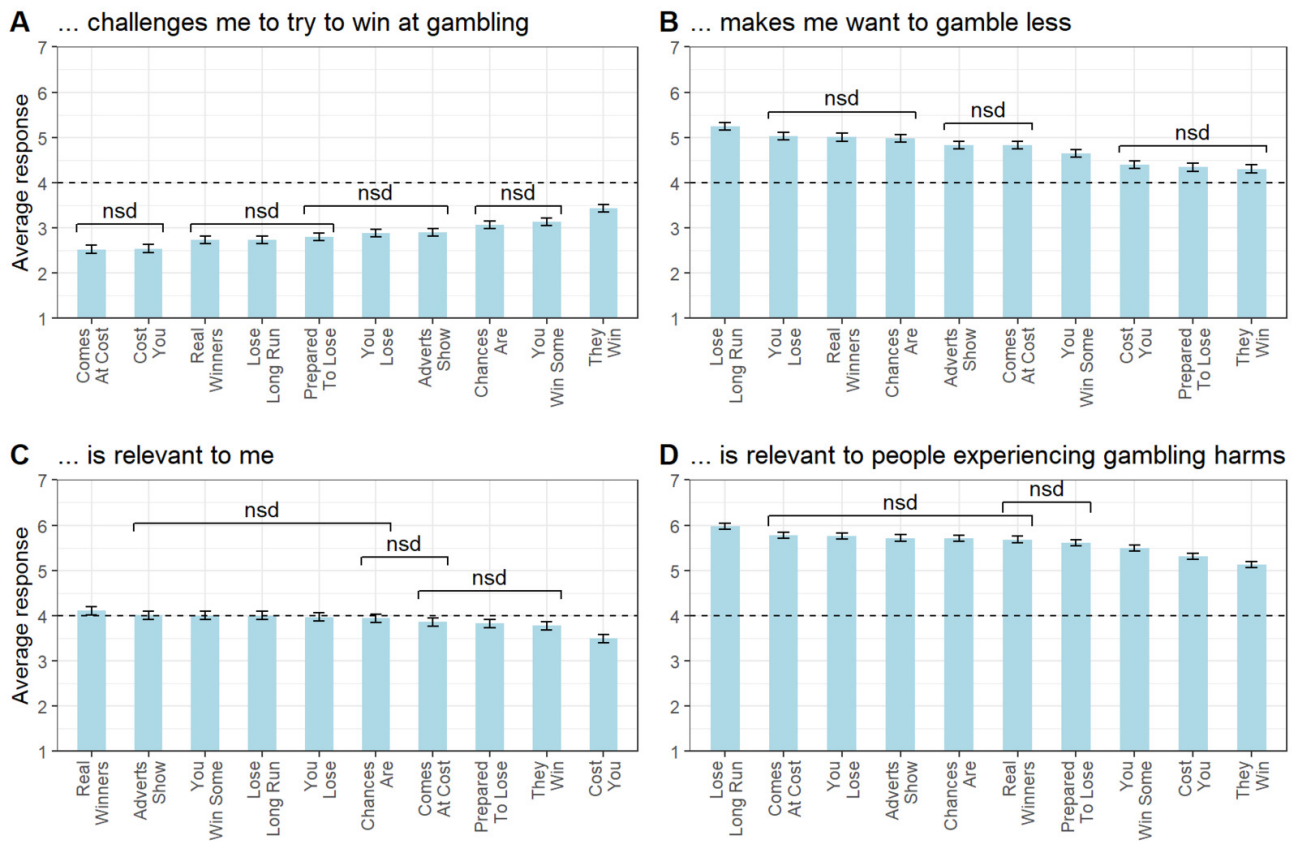 A ... challenges me to try to win at gambling
7
6
5
4
3
2
1
Average response
nsd
nsd
nsd
nsd
Comes
At Cost
Cost
You
Real
Winners
Lose
Long Run
Prepared
To Lose
You
Lose
Adverts
Show
Chances
Are
You
Win Some
They
Win
B ... makes me want to gamble less
7
6
5
4
3
2
1
nsd
nsd
nsd
Lose
Long Run
You
Lose
Real
Winners
Chances
Are
Adverts
Show
Comes
At Cost
You
Win Some
Cost
You
Prepared
To Lose
They
Win
C ... is relevant to me
7
6
5
4
3
2
1
Average response
nsd
nsd
nsd
Real
Winners
Adverts
Show
You
Win Some
Lose
Long Run
You
Lose
Chances
Are
Comes
At Cost
Prepared
To Lose
They
Win
Cost
You
D ... is relevant to people experiencing gambling harms
7
6
5
4
3
2
1
nsd
nsd
Lose
Long Run
Comes
At Cost
You
Lose
Adverts
Show
Chances
Are
Real
Winners
Prepared
To Lose
You
Win Some
Cost
You
They
Win